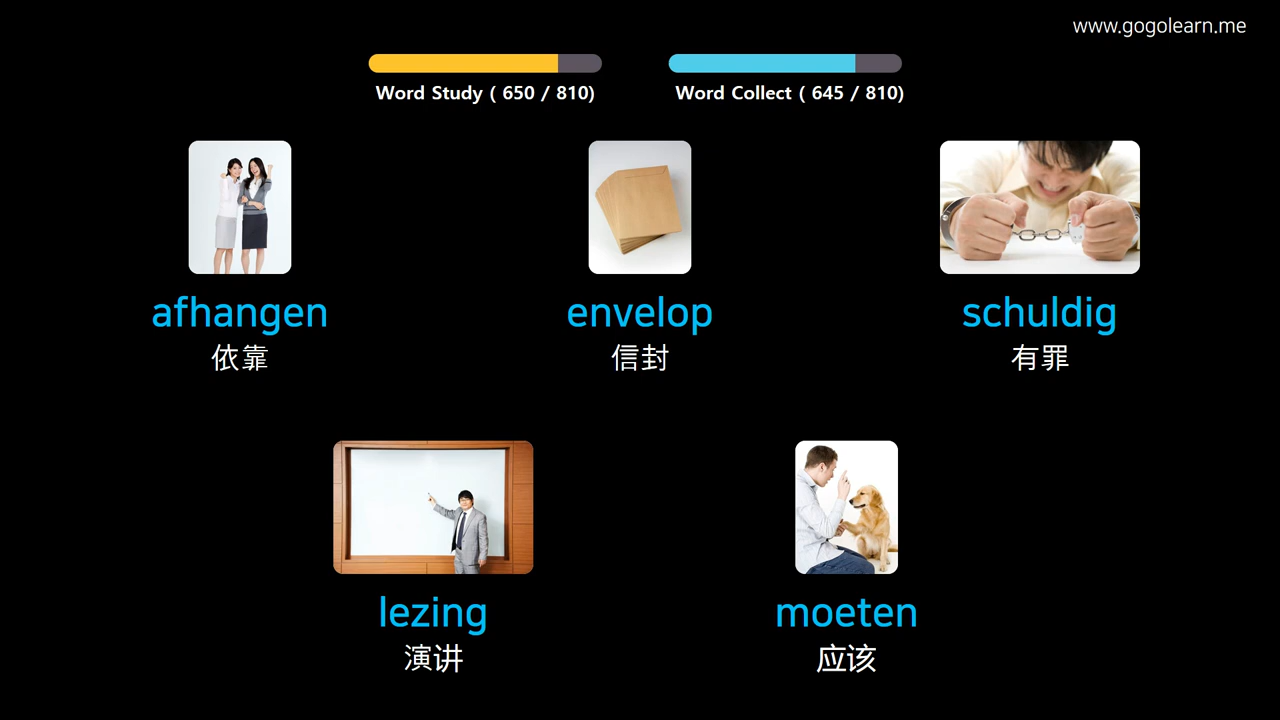 www.gogolearn.me
Word Study ( 650 / 810)
Word Collect ( 645 / 810)
afhangen
依靠
envelop
信封
schuldig
有罪
lezing
演讲
moeten
应该